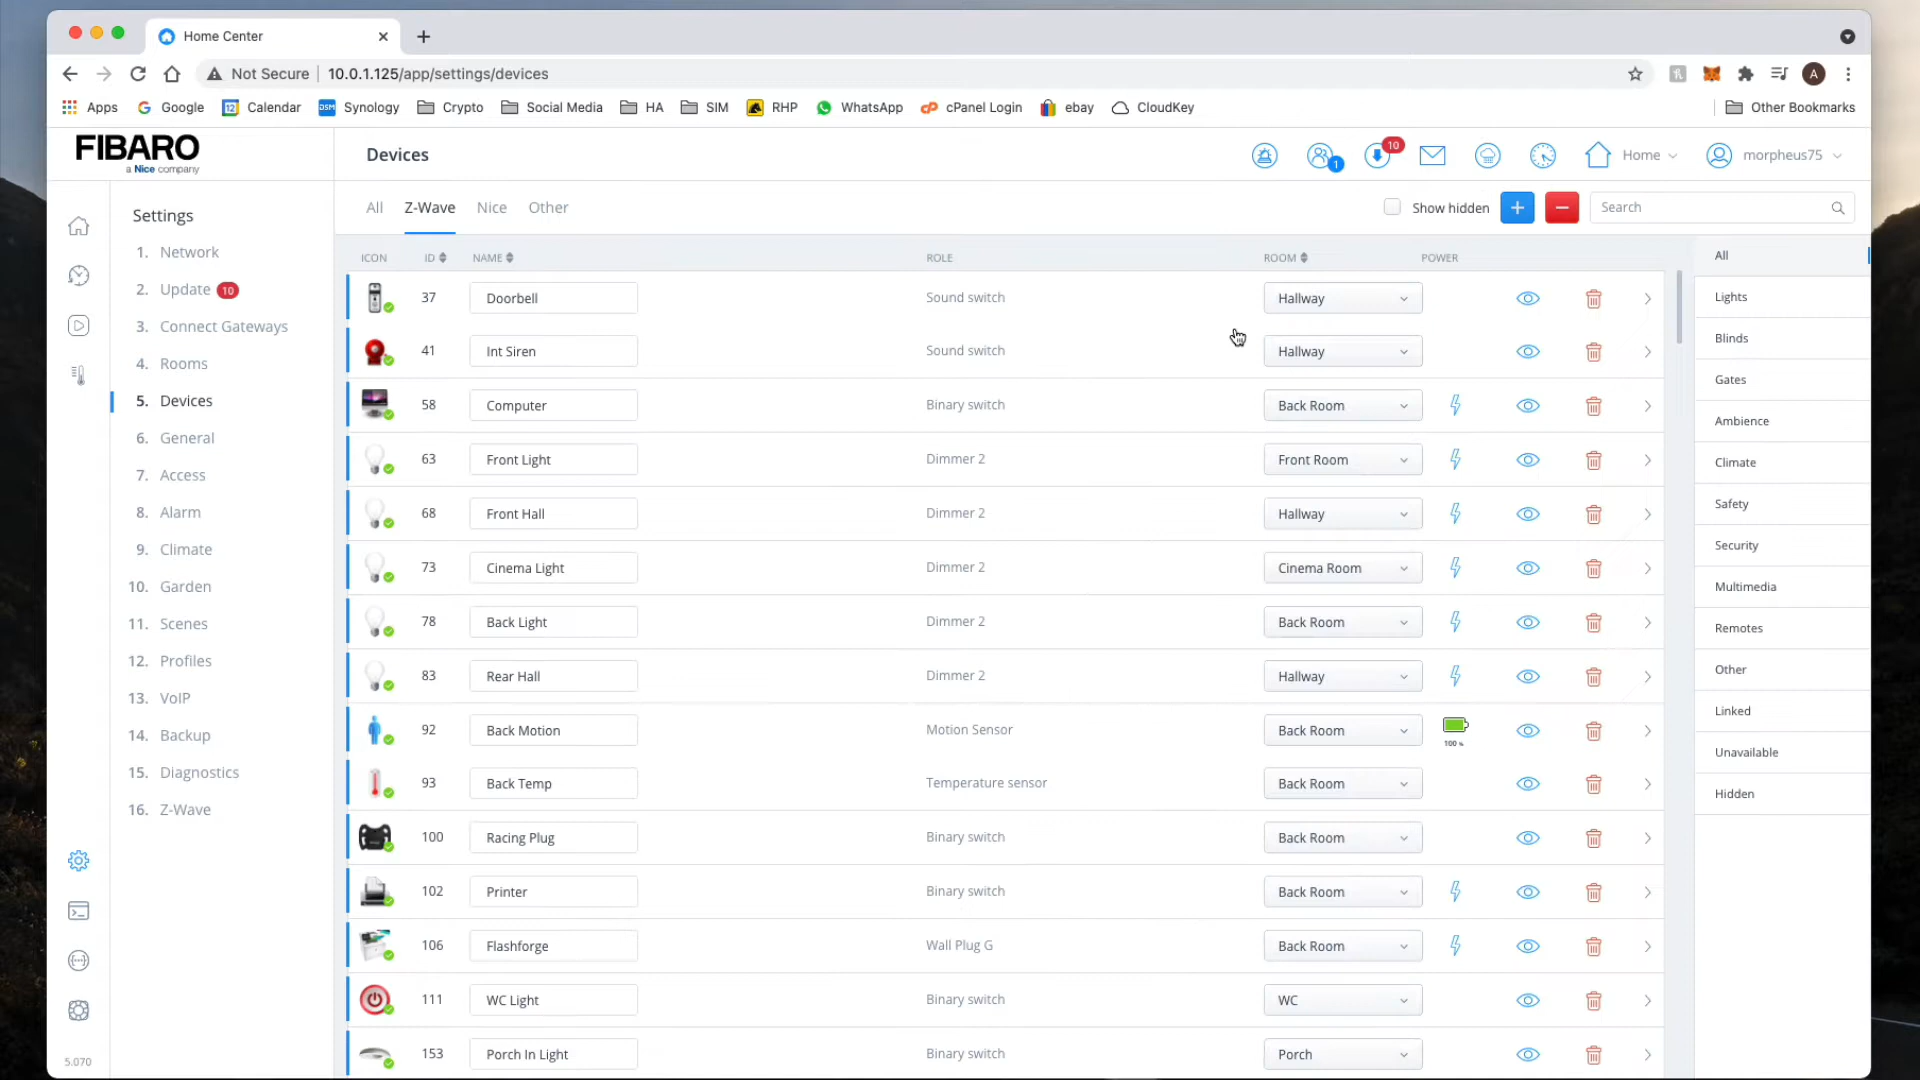 Home Center
Not Secure | 10.0.1.125/app/settings/devices
Apps Google Calendar Synology Crypto Social Media HA SIM RHP WhatsApp cPanel Login ebay CloudKey Other Bookmarks
FIBARO
a Nice company
Devices
10
1
Home
morpheus75
Settings
1. Network
2. Update 10
3. Connect Gateways
4. Rooms
5. Devices
6. General
7. Access
8. Alarm
9. Climate
10. Garden
11. Scenes
12. Profiles
13. VoIP
14. Backup
15. Diagnostics
16. Z-Wave
5.070
All Z-Wave Nice Other
Show hidden + − Search
ICON ID NAME ROLE ROOM POWER
37 Doorbell Sound switch Hallway
41 Int Siren Sound switch Hallway
58 Computer Binary switch Back Room
63 Front Light Dimmer 2 Front Room
68 Front Hall Dimmer 2 Hallway
73 Cinema Light Dimmer 2 Cinema Room
78 Back Light Dimmer 2 Back Room
83 Rear Hall Dimmer 2 Hallway
92 Back Motion Motion Sensor Back Room 100 %
93 Back Temp Temperature sensor Back Room
100 Racing Plug Binary switch Back Room
102 Printer Binary switch Back Room
106 Flashforge Wall Plug G Back Room
111 WC Light Binary switch WC
153 Porch In Light Binary switch Porch
All
Lights
Blinds
Gates
Ambience
Climate
Safety
Security
Multimedia
Remotes
Other
Linked
Unavailable
Hidden